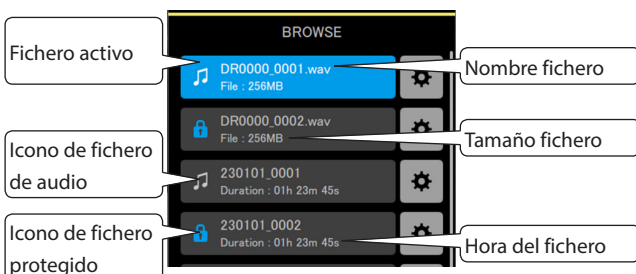 BROWSE
Fichero activo
DR0000_0001.wav
File : 256MB
Nombre fichero
DR0000_0002.wav
File : 256MB
Tamaño fichero
Icono de fichero
de audio
230101_0001
Duration : 01h 23m 45s
Icono de fichero
protegido
230101_0002
Duration : 01h 23m 45s
Hora del fichero